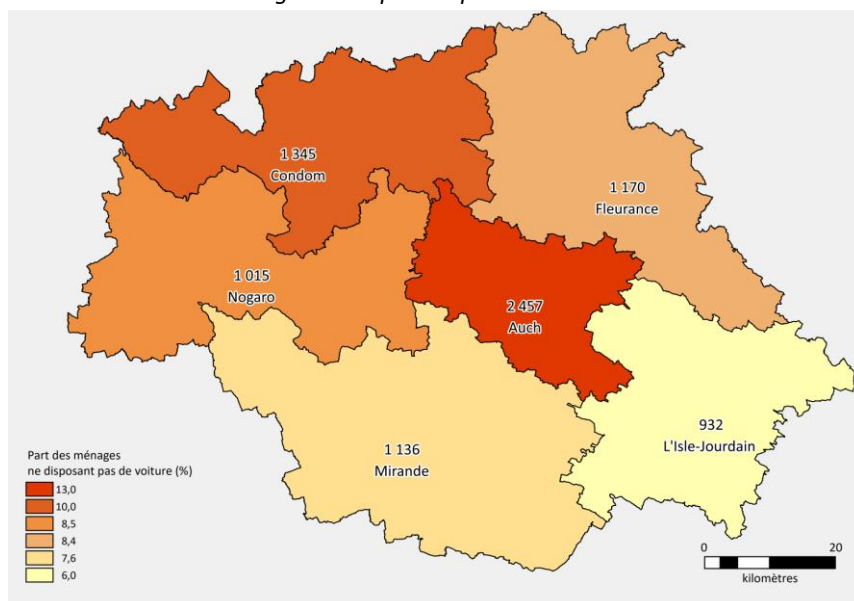 1 345
Condom
1 170
Fleurance
1 015
Nogaro
2 457
Auch
932
L'Isle-Jourdain
1 136
Mirande
Part des ménages
ne disposant pas de voiture (%)
13,0
10,0
8,5
8,4
7,6
6,0
0 20
kilomètres